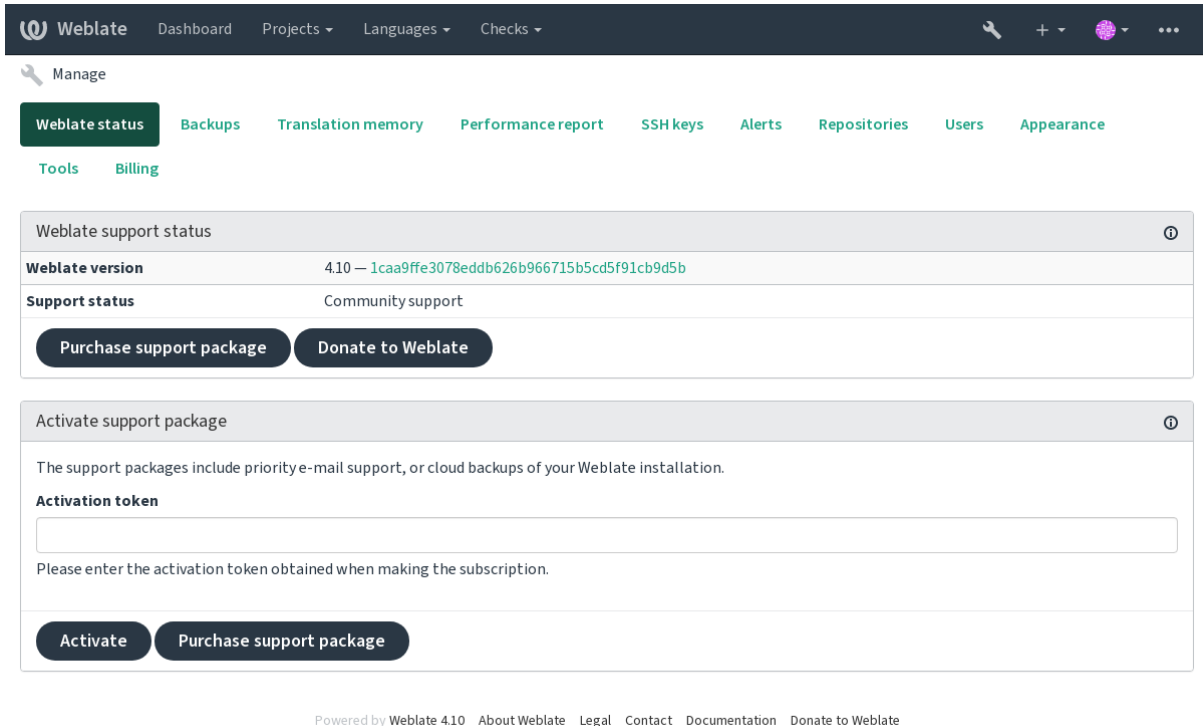 Weblate Dashboard Projects Languages Checks
Manage
Weblate status Backups Translation memory Performance report SSH keys Alerts Repositories Users Appearance
Tools Billing
Weblate support status
Weblate version 4.10 — 1caa9ffe3078eddb626b966715b5cd5f91cb9d5b
Support status Community support
Purchase support package Donate to Weblate
Activate support package
The support packages include priority e-mail support, or cloud backups of your Weblate installation.
Activation token
Please enter the activation token obtained when making the subscription.
Activate Purchase support package
Powered by Weblate 4.10 About Weblate Legal Contact Documentation Donate to Weblate